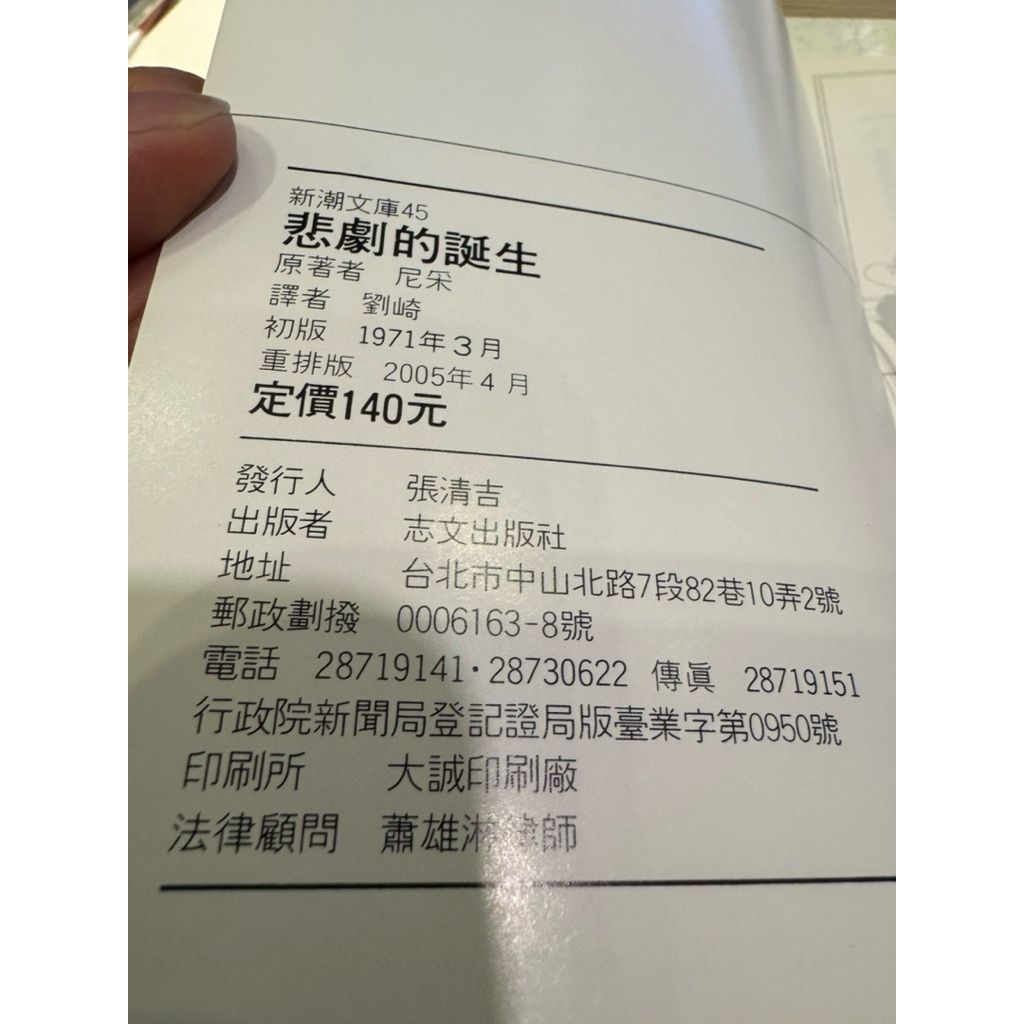 新潮文庫45
悲劇的誕生
原著者 尼采
譯者 劉崎
初版 1971年3月
重排版 2005年4月
定價140元
發行人 張清吉
出版者 志文出版社
地址 台北市中山北路7段82巷10弄2號
郵政劃撥 0006163-8號
電話 28719141·28730622 傳眞 28719151
行政院新聞局登記證局版臺業字第0950號
印刷所 大誠印刷廠
法律顧問 蕭雄淋律師